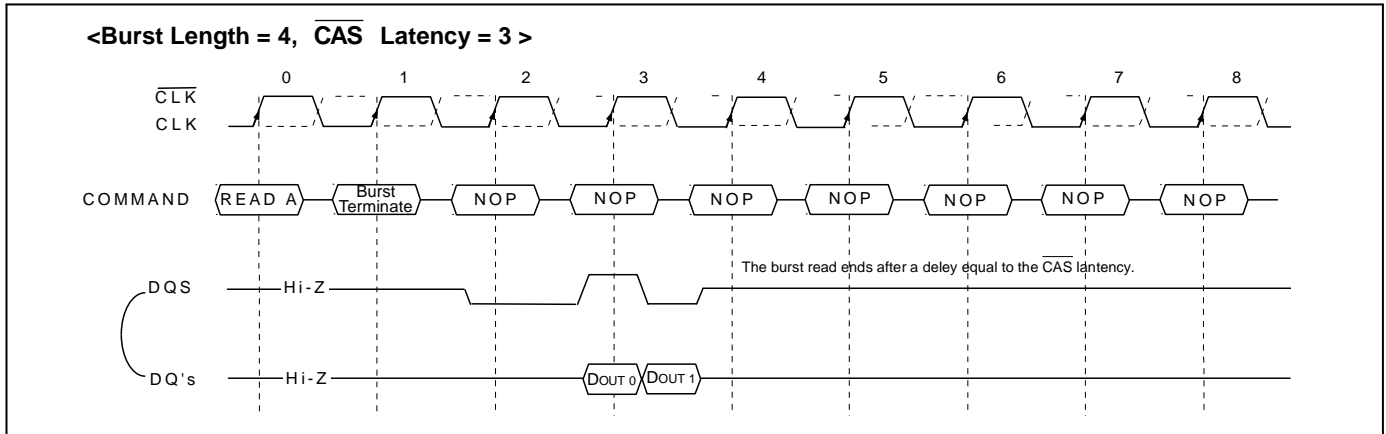 <Burst Length = 4, CAS Latency = 3 >
0 1 2 3 4 5 6 7 8
CLK
CLK
COMMAND READ A Burst Terminate NOP NOP NOP NOP NOP NOP NOP
The burst read ends after a deley equal to the CAS lantency.
DQS Hi-Z
DQ's Hi-Z DOUT 0 DOUT 1